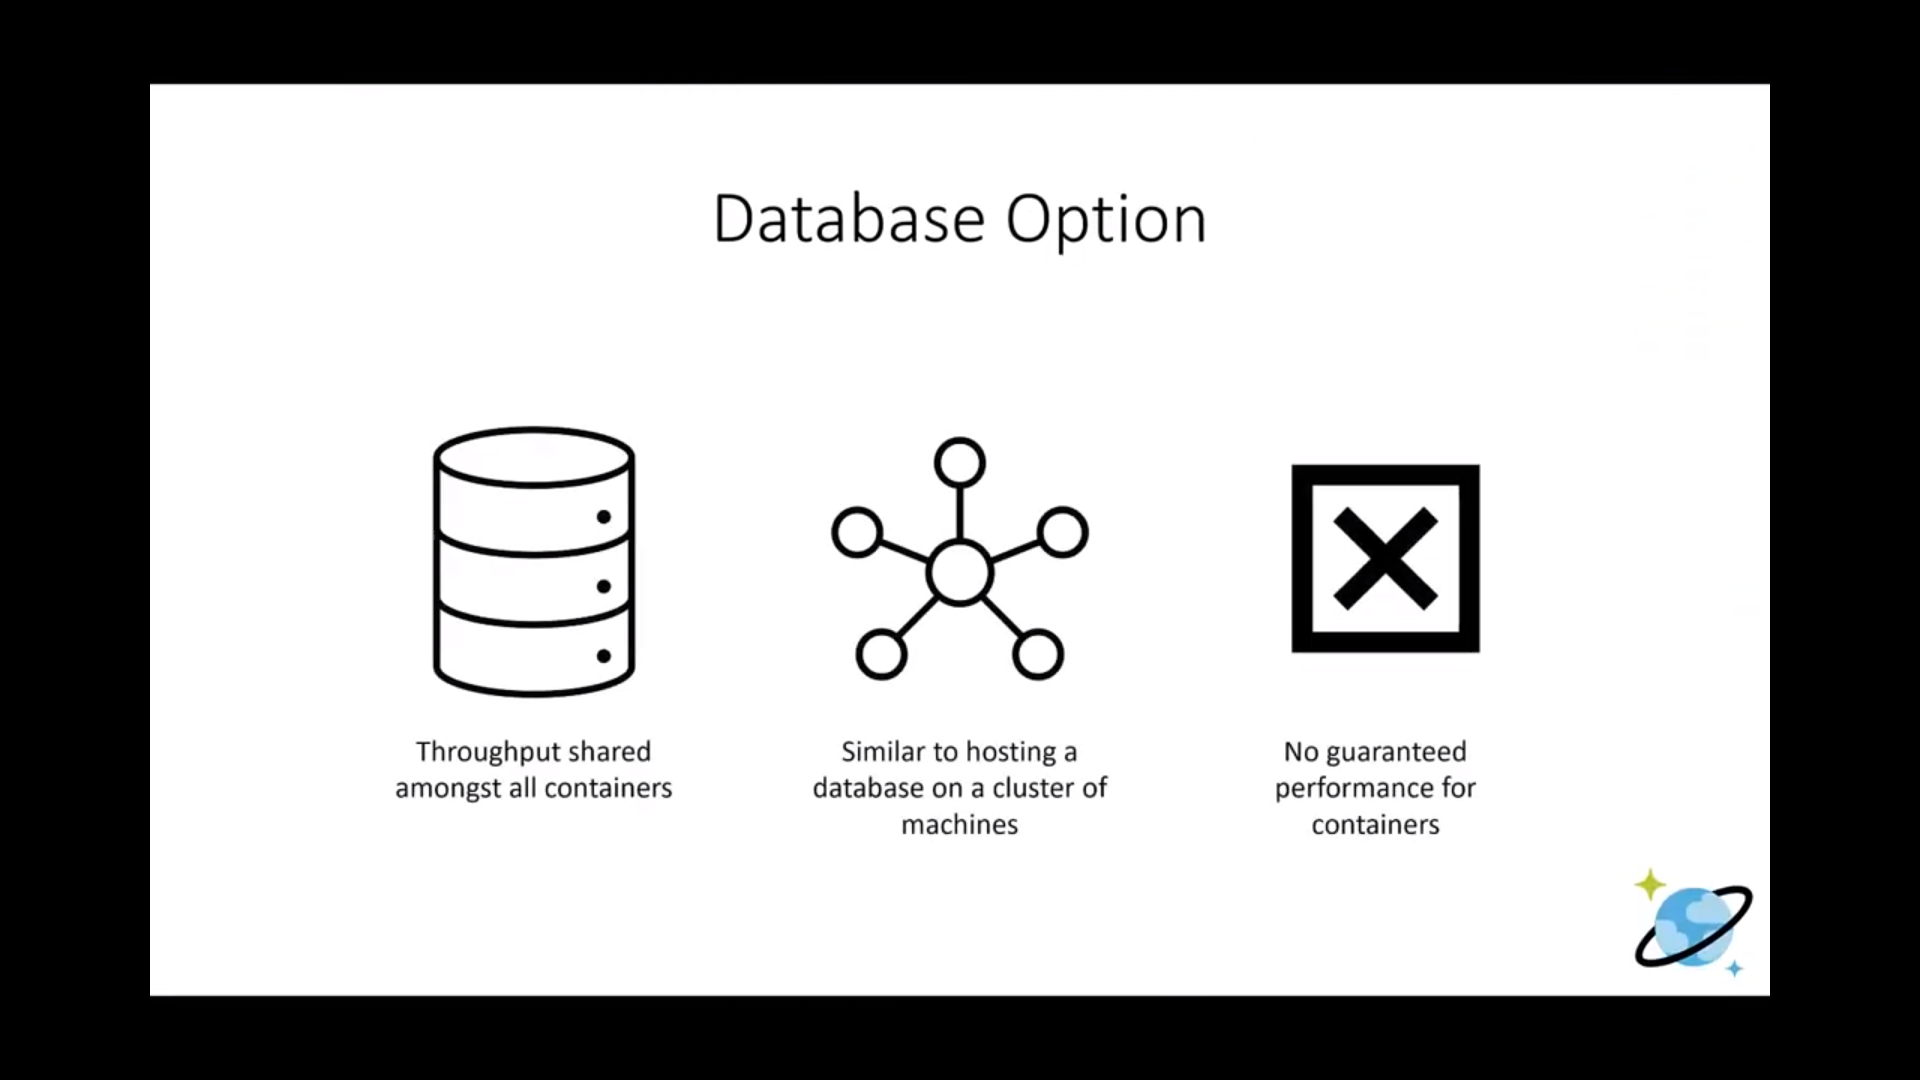 Database Option
Throughput shared
amongst all containers
Similar to hosting a
database on a cluster of
machines
No guaranteed
performance for
containers